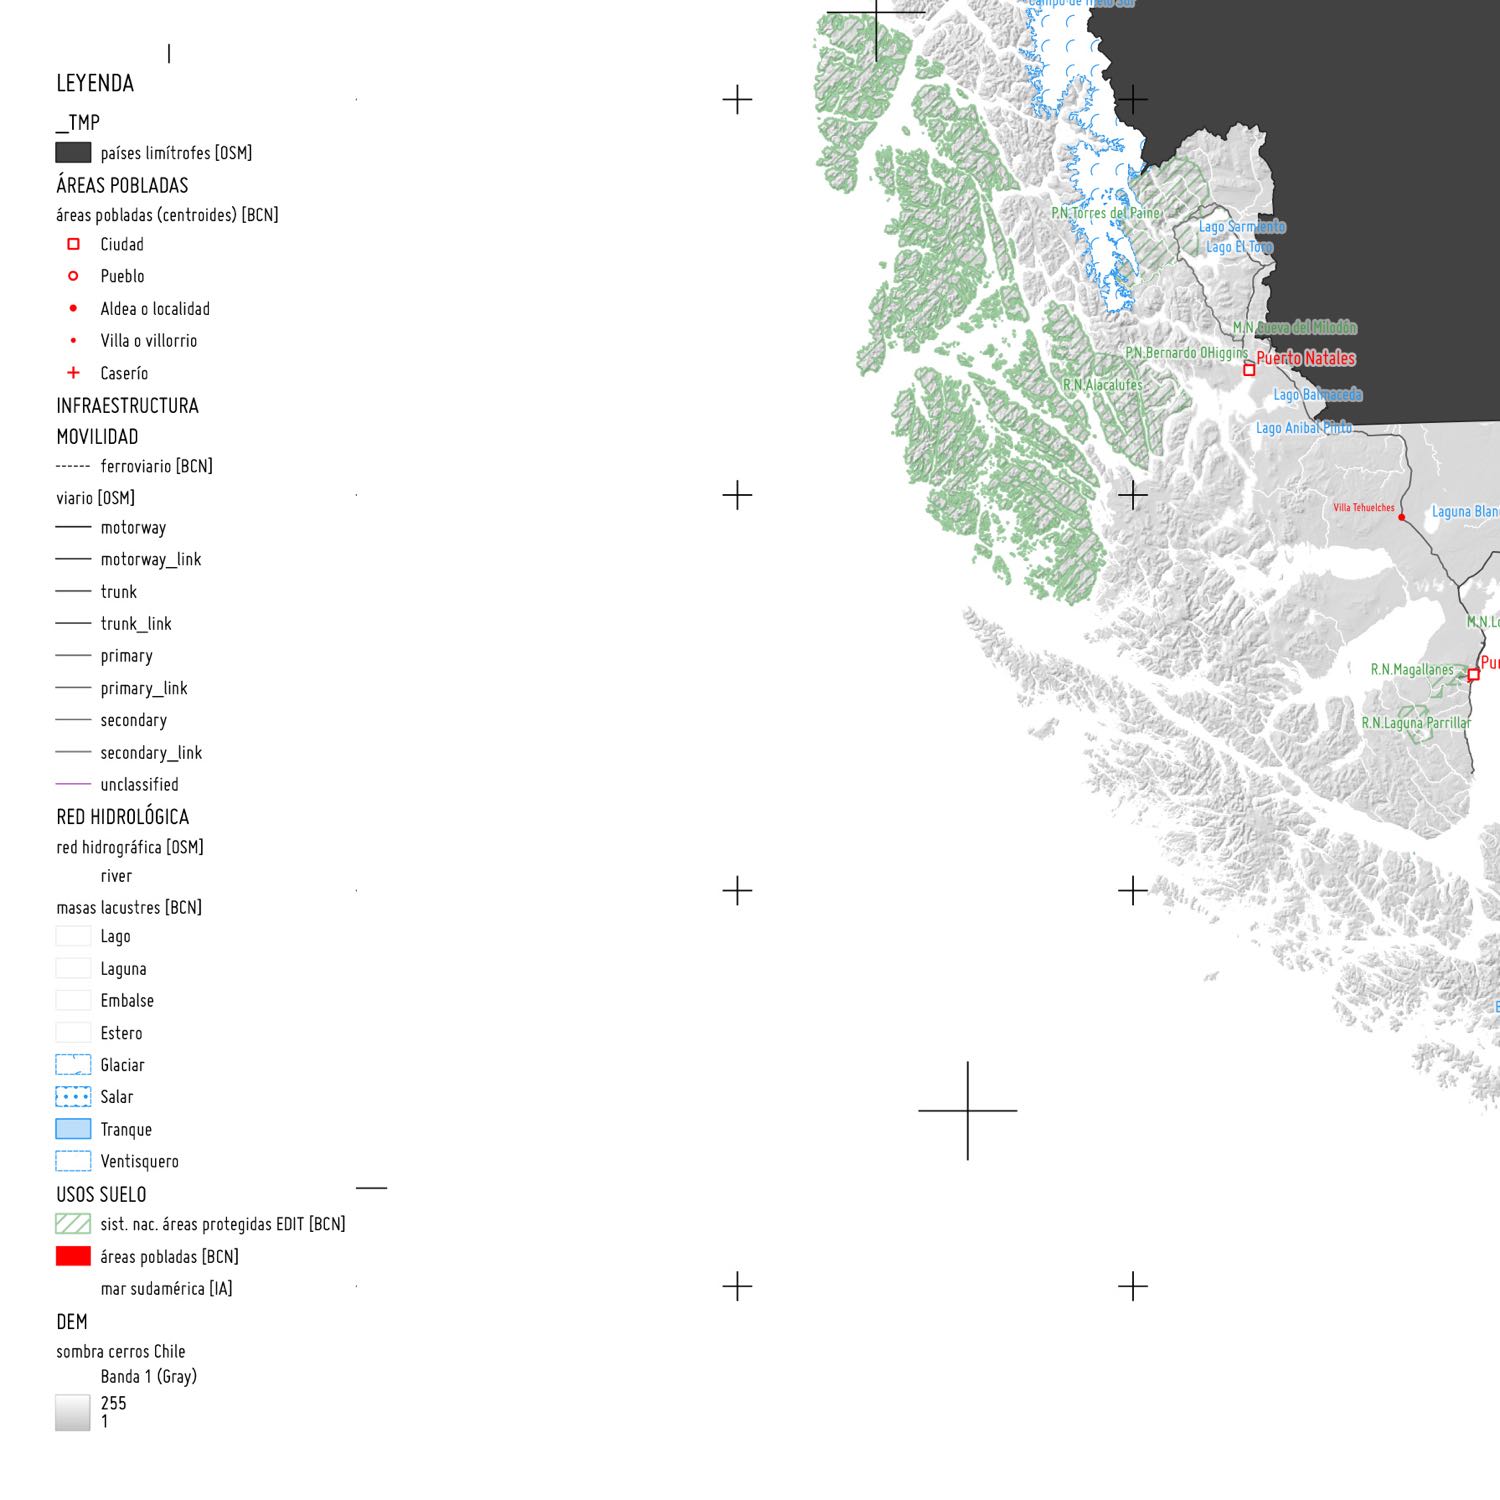 LEYENDA
_TMP
países limítrofes [OSM]
ÁREAS POBLADAS
áreas pobladas (centroides) [BCN]
Ciudad
Pueblo
Aldea o localidad
Villa o villorrio
Caserío
INFRAESTRUCTURA
MOVILIDAD
ferroviario [BCN]
viario [OSM]
motorway
motorway_link
trunk
trunk_link
primary
primary_link
secondary
secondary_link
unclassified
RED HIDROLÓGICA
red hidrográfica [OSM]
river
masas lacustres [BCN]
Lago
Laguna
Embalse
Estero
Glaciar
Salar
Tranque
Ventisquero
USOS SUELO
sist. nac. áreas protegidas EDIT [BCN]
áreas pobladas [BCN]
mar sudamérica [IA]
DEM
sombra cerros Chile
Banda 1 (Gray)
255
1
Campo de Hielo Sur
P.N.Torres del Paine
Lago Sarmiento
Lago El Toro
M.N.Cueva del Milodón
P.N.Bernardo OHiggins
Puerto Natales
R.N.Alacalufes
Lago Balmaceda
Lago Anibal Pinto
Villa Tehuelches
Laguna Blan
M.N.Lo
R.N.Magallanes
Pu
R.N.Laguna Parrillar